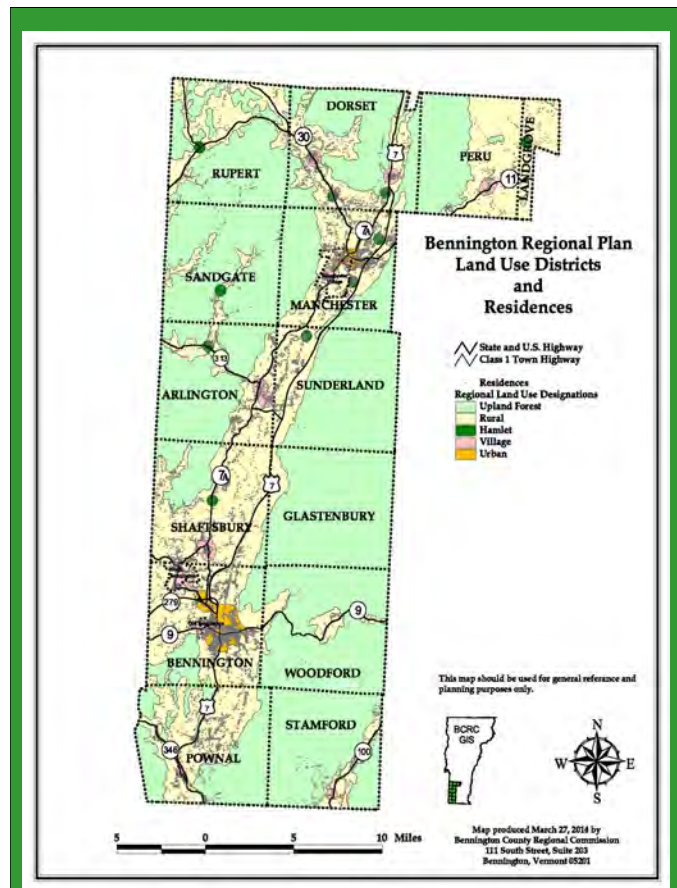 DORSET
30
7
PERU
LANDGROVE
11
RUPERT
7A
Bennington Regional Plan
Land Use Districts
and
Residences
SANDGATE
MANCHESTER
State and U.S. Highway
Class 1 Town Highway
313
ARLINGTON
SUNDERLAND
Residences
Regional Land Use Designations
Upland Forest
Rural
Hamlet
Village
Urban
7A
7
GLASTENBURY
SHAFTSBURY
279
9
9
BENNINGTON
WOODFORD
This map should be used for general referance and
planning purposes only.
7
STAMFORD
BCRC
GIS
N
W
E
S
346
POWNAL
100
5
0
5
10 Miles
Map produced March 27, 2014 by
Bennington County Regional Commission
111 South Street, Suite 203
Bennington, Vermont 05201